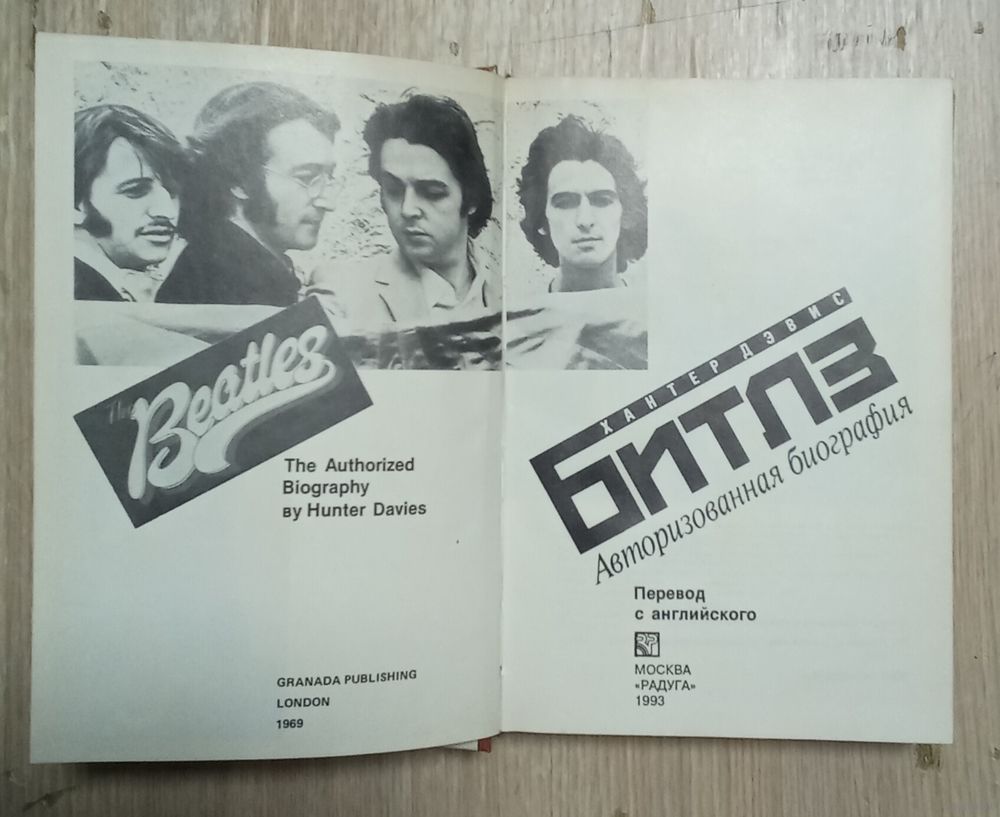 The Beatles
The Authorized
Biography
by Hunter Davies
GRANADA PUBLISHING
LONDON
1969
ХАНТЕР ДЭВИС
БИТЛЗ
Авторизованная биография
Перевод
с английского
МОСКВА
«РАДУГА»
1993